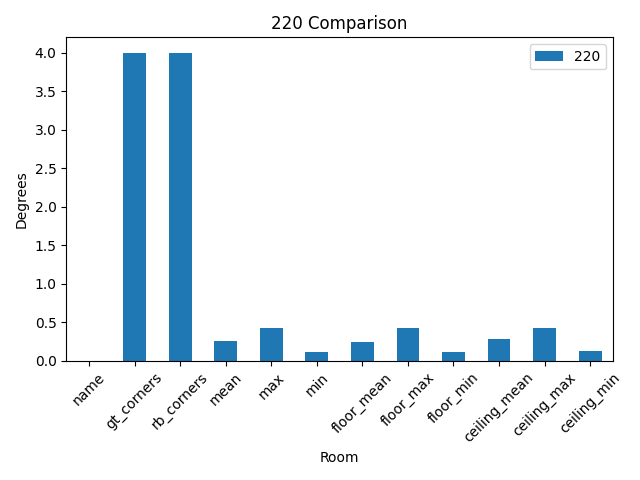 220 Comparison
220
Degrees
4.0
3.5
3.0
2.5
2.0
1.5
1.0
0.5
0.0
name
gt_corners
rb_corners
mean
max
min
floor_mean
floor_max
floor_min
ceiling_mean
ceiling_max
ceiling_min
Room